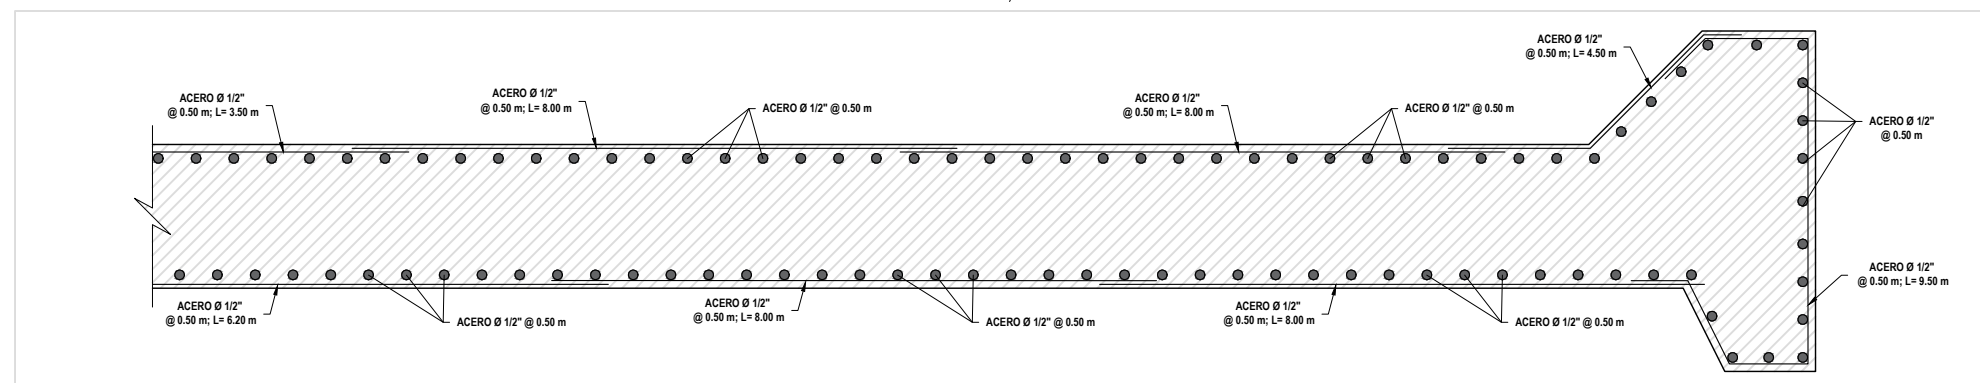 ACERO Ø 1/2"
@ 0.50 m; L= 4.50 m
ACERO Ø 1/2"
@ 0.50 m; L= 3.50 m
ACERO Ø 1/2"
@ 0.50 m; L= 8.00 m
ACERO Ø 1/2" @ 0.50 m
ACERO Ø 1/2"
@ 0.50 m; L= 8.00 m
ACERO Ø 1/2" @ 0.50 m
ACERO Ø 1/2"
@ 0.50 m
ACERO Ø 1/2"
@ 0.50 m; L= 9.50 m
ACERO Ø 1/2"
@ 0.50 m; L= 6.20 m
ACERO Ø 1/2" @ 0.50 m
ACERO Ø 1/2"
@ 0.50 m; L= 8.00 m
ACERO Ø 1/2" @ 0.50 m
ACERO Ø 1/2"
@ 0.50 m; L= 8.00 m
ACERO Ø 1/2" @ 0.50 m